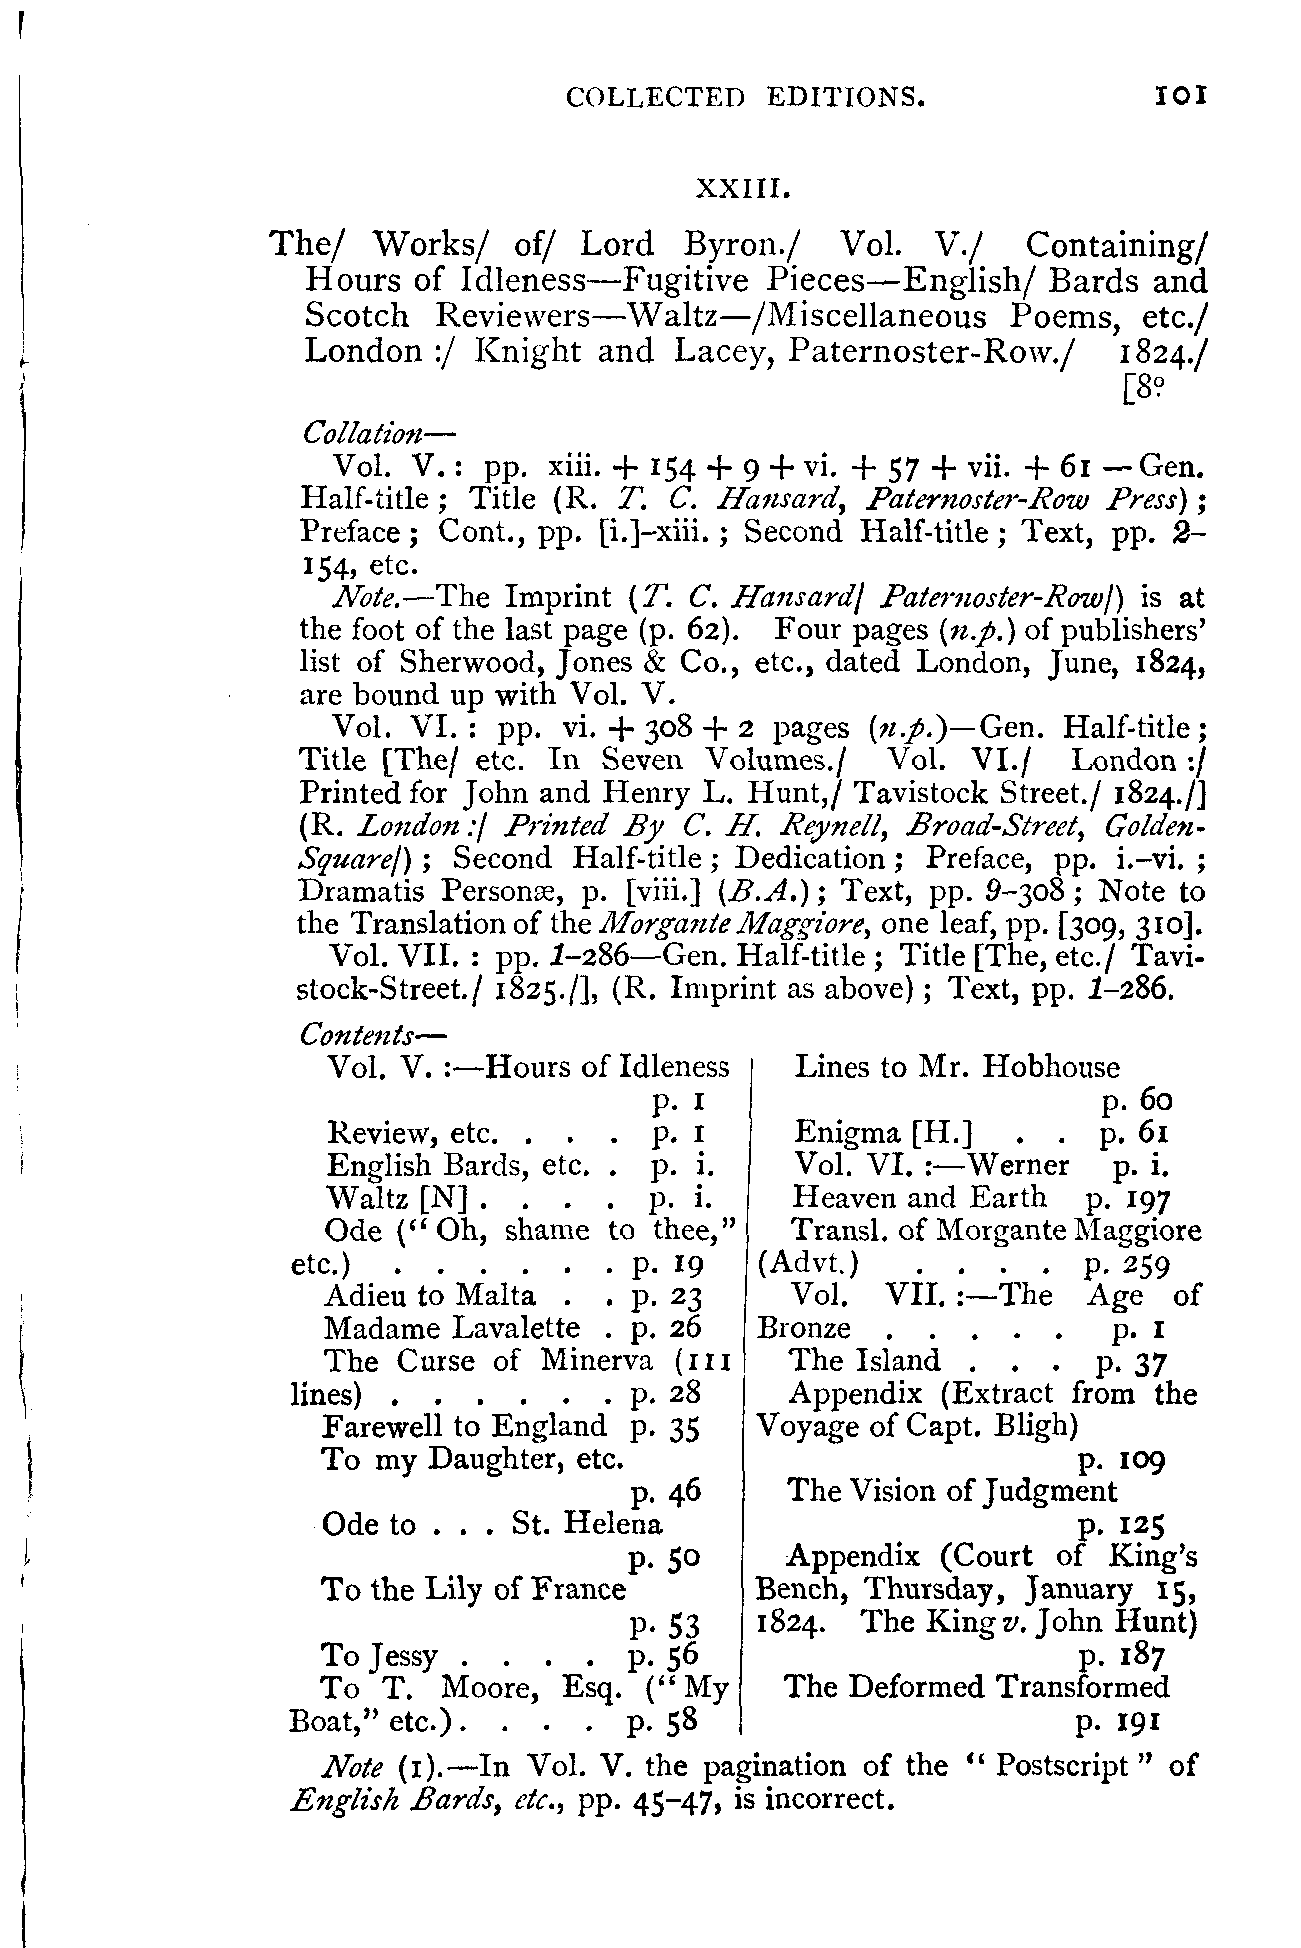 COLLECTED EDITIONS. 101
XXIII.
The/ Works/ of/ Lord Byron./ Vol. V./ Containing/
Hours of Idleness—Fugitive Pieces—English/ Bards and
Scotch Reviewers—Waltz—/Miscellaneous Poems, etc./
London :/ Knight and Lacey, Paternoster-Row./ 1824./
[8º
Collation—
Vol. V. : pp. xiii. + 154 + 9 + vi. + 57 + vii. + 61 — Gen.
Half-title ; Title (R. T. C. Hansard, Paternoster-Row Press) ;
Preface ; Cont., pp. [i.]–xiii. ; Second Half-title ; Text, pp. 2–
154, etc.
Note.—The Imprint (T. C. Hansard/ Paternoster-Row/) is at
the foot of the last page (p. 62). Four pages (n.p.) of publishers'
list of Sherwood, Jones & Co., etc., dated London, June, 1824,
are bound up with Vol. V.
Vol. VI. : pp. vi. + 308 + 2 pages (n.p.)—Gen. Half-title ;
Title [The/ etc. In Seven Volumes./ Vol. VI./ London :/
Printed for John and Henry L. Hunt,/ Tavistock Street./ 1824./]
(R. London :/ Printed By C. H. Reynell, Broad-Street, Golden-
Square/) ; Second Half-title ; Dedication ; Preface, pp. i.–vi. ;
Dramatis Personæ, p. [viii.] (B.A.) ; Text, pp. 9–308 ; Note to
the Translation of the Morgante Maggiore, one leaf, pp. [309, 310].
Vol. VII. : pp. 1–286—Gen. Half-title ; Title [The, etc./ Tavi-
stock-Street./ 1825./], (R. Imprint as above) ; Text, pp. 1–286.
Contents—
Vol. V. :—Hours of Idleness
p. 1
Review, etc. . . . . p. 1
English Bards, etc. . p. i.
Waltz [N] . . . . p. i.
Ode (" Oh, shame to thee,"
etc.) . . . . . . p. 19
Adieu to Malta . . p. 23
Madame Lavalette . p. 26
The Curse of Minerva (111
lines) . . . . . . p. 28
Farewell to England p. 35
To my Daughter, etc.
p. 46
Ode to . . . St. Helena
p. 50
To the Lily of France
p. 53
To Jessy . . . . p. 56
To T. Moore, Esq. (" My
Boat," etc.) . . . . p. 58
Lines to Mr. Hobhouse
p. 60
Enigma [H.] . . p. 61
Vol. VI. :—Werner p. i.
Heaven and Earth p. 197
Transl. of Morgante Maggiore
(Advt.) . . . . p. 259
Vol. VII. :—The Age of
Bronze . . . . . p. 1
The Island . . . p. 37
Appendix (Extract from the
Voyage of Capt. Bligh)
p. 109
The Vision of Judgment
p. 125
Appendix (Court of King's
Bench, Thursday, January 15,
1824. The King v. John Hunt)
p. 187
The Deformed Transformed
p. 191
Note (1).—In Vol. V. the pagination of the " Postscript " of
English Bards, etc., pp. 45–47, is incorrect.